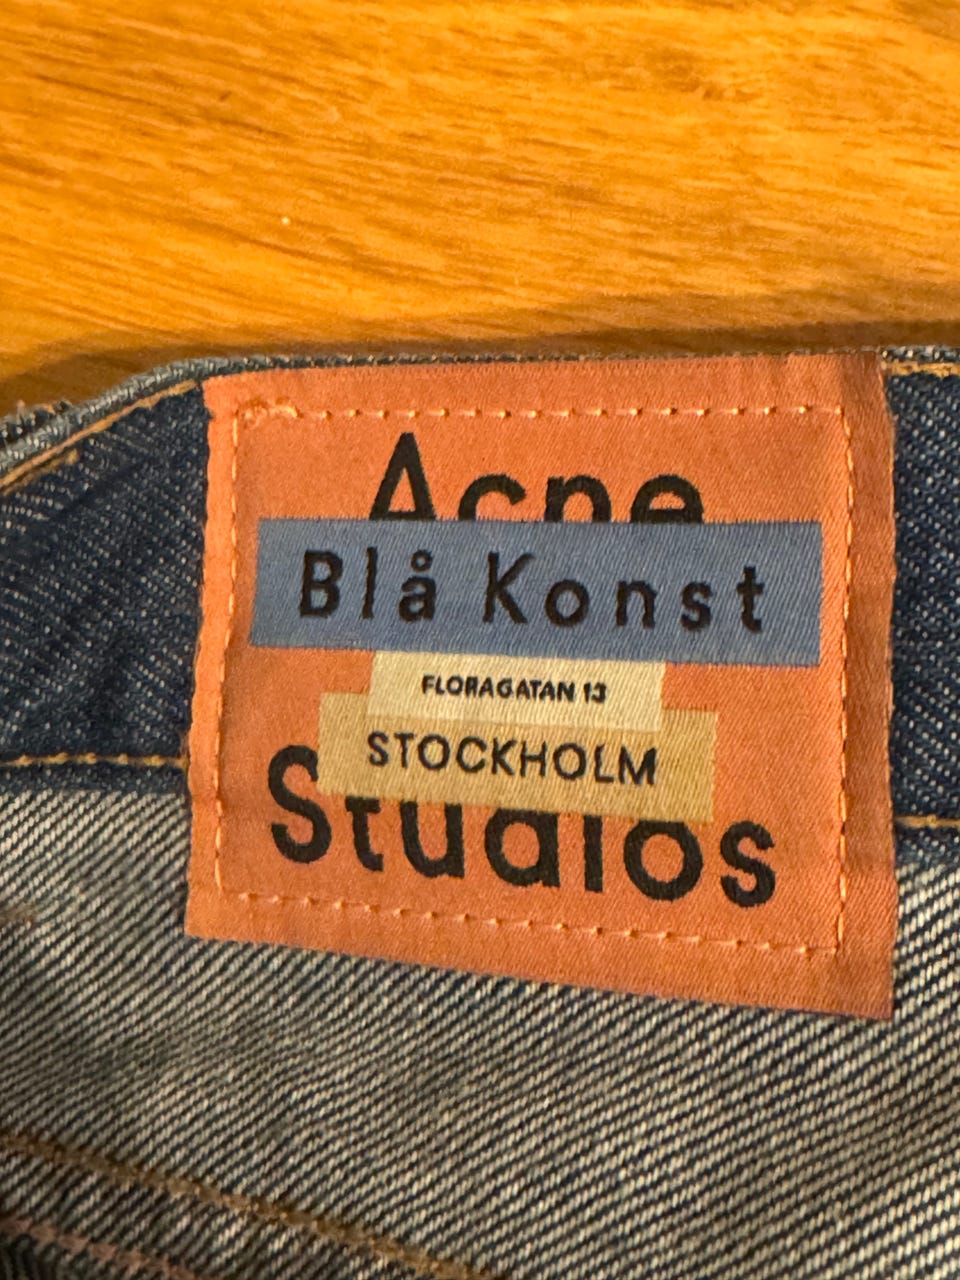 Acne
Blå Konst
FLORAGATAN 13
STOCKHOLM
Studios